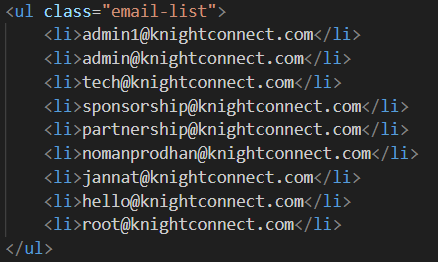 <ul class="email-list">
<li>admin1@knightconnect.com</li>
<li>admin@knightconnect.com</li>
<li>tech@knightconnect.com</li>
<li>sponsorship@knightconnect.com</li>
<li>partnership@knightconnect.com</li>
<li>nomanprodhan@knightconnect.com</li>
<li>jannat@knightconnect.com</li>
<li>hello@knightconnect.com</li>
<li>root@knightconnect.com</li>
</ul>